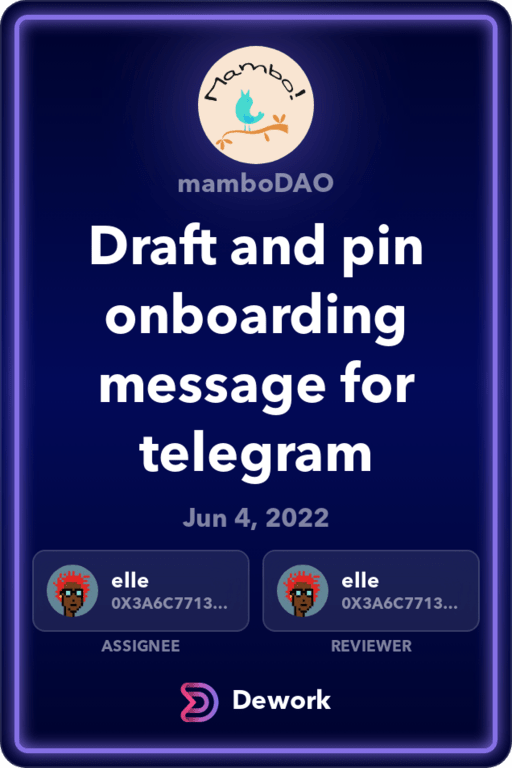 Mambo!
mamboDAO
Draft and pin
onboarding
message for
telegram
Jun 4, 2022
elle
0X3A6C7713...
ASSIGNEE
elle
0X3A6C7713...
REVIEWER
Dework